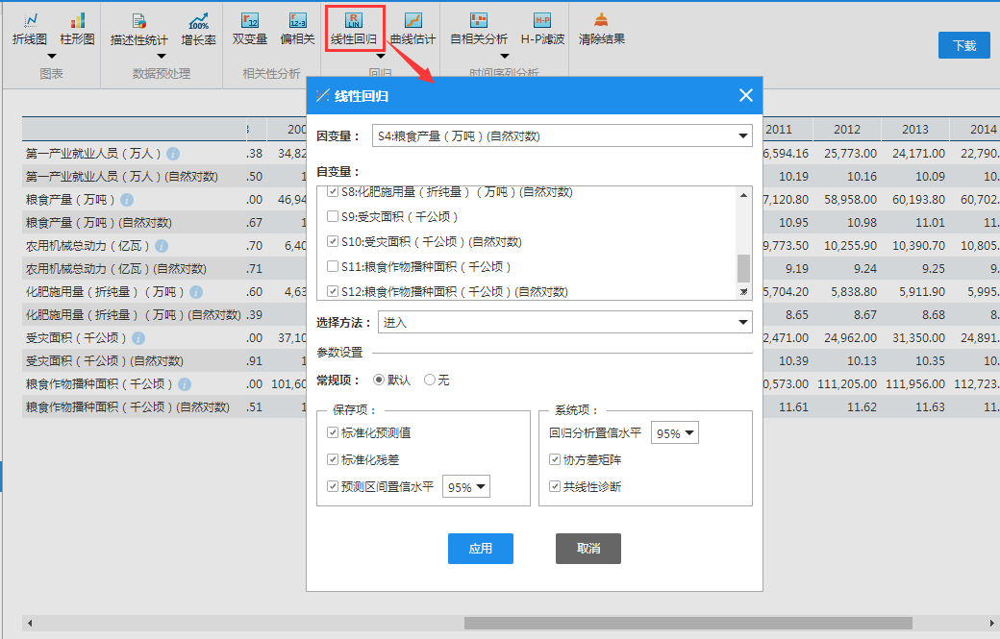 折线图 柱形图 描述性统计 增长率 双变量 偏相关 线性回归 曲线估计 自相关分析 H-P滤波 清除结果
下载
图表 数据预处理 相关性分析 回归 时间序列分析
线性回归
因变量： S4:粮食产量（万吨）(自然对数)
自变量：
S8:化肥施用量（折纯量）（万吨）(自然对数)
S9:受灾面积（千公顷）
S10:受灾面积（千公顷）(自然对数)
S11:粮食作物播种面积（千公顷）
S12:粮食作物播种面积（千公顷）(自然对数)
选择方法： 进入
参数设置
常规项： 默认 无
保存项：
标准化预测值
标准化残差
预测区间置信水平 95%
系统项：
回归分析置信水平 95%
协方差矩阵
共线性诊断
应用 取消
200 2011 2012 2013 2014
第一产业就业人员（万人） .38 34,82 6,594.16 25,773.00 24,171.00 22,790.
第一产业就业人员（万人）(自然对数) .50 1 10.19 10.16 10.09 10.
粮食产量（万吨） .00 46,94 7,120.80 58,958.00 60,193.80 60,702.
粮食产量（万吨）(自然对数) .67 1 10.95 10.98 11.01 11.
农用机械总动力（亿瓦） .70 6,40 9,773.50 10,255.90 10,390.70 10,805.
农用机械总动力（亿瓦）(自然对数) .71 9.19 9.24 9.25 9.
化肥施用量（折纯量）（万吨） .60 4,63 5,704.20 5,838.80 5,911.90 5,995.
化肥施用量（折纯量）（万吨）(自然对数) .39 8.65 8.67 8.68 8.
受灾面积（千公顷） .00 37,10 2,471.00 24,962.00 31,350.00 24,891.
受灾面积（千公顷）(自然对数) .91 1 10.39 10.13 10.35 10.
粮食作物播种面积（千公顷） .00 101,60 0,573.00 111,205.00 111,956.00 112,723.
粮食作物播种面积（千公顷）(自然对数) .51 1 11.61 11.62 11.63 11.